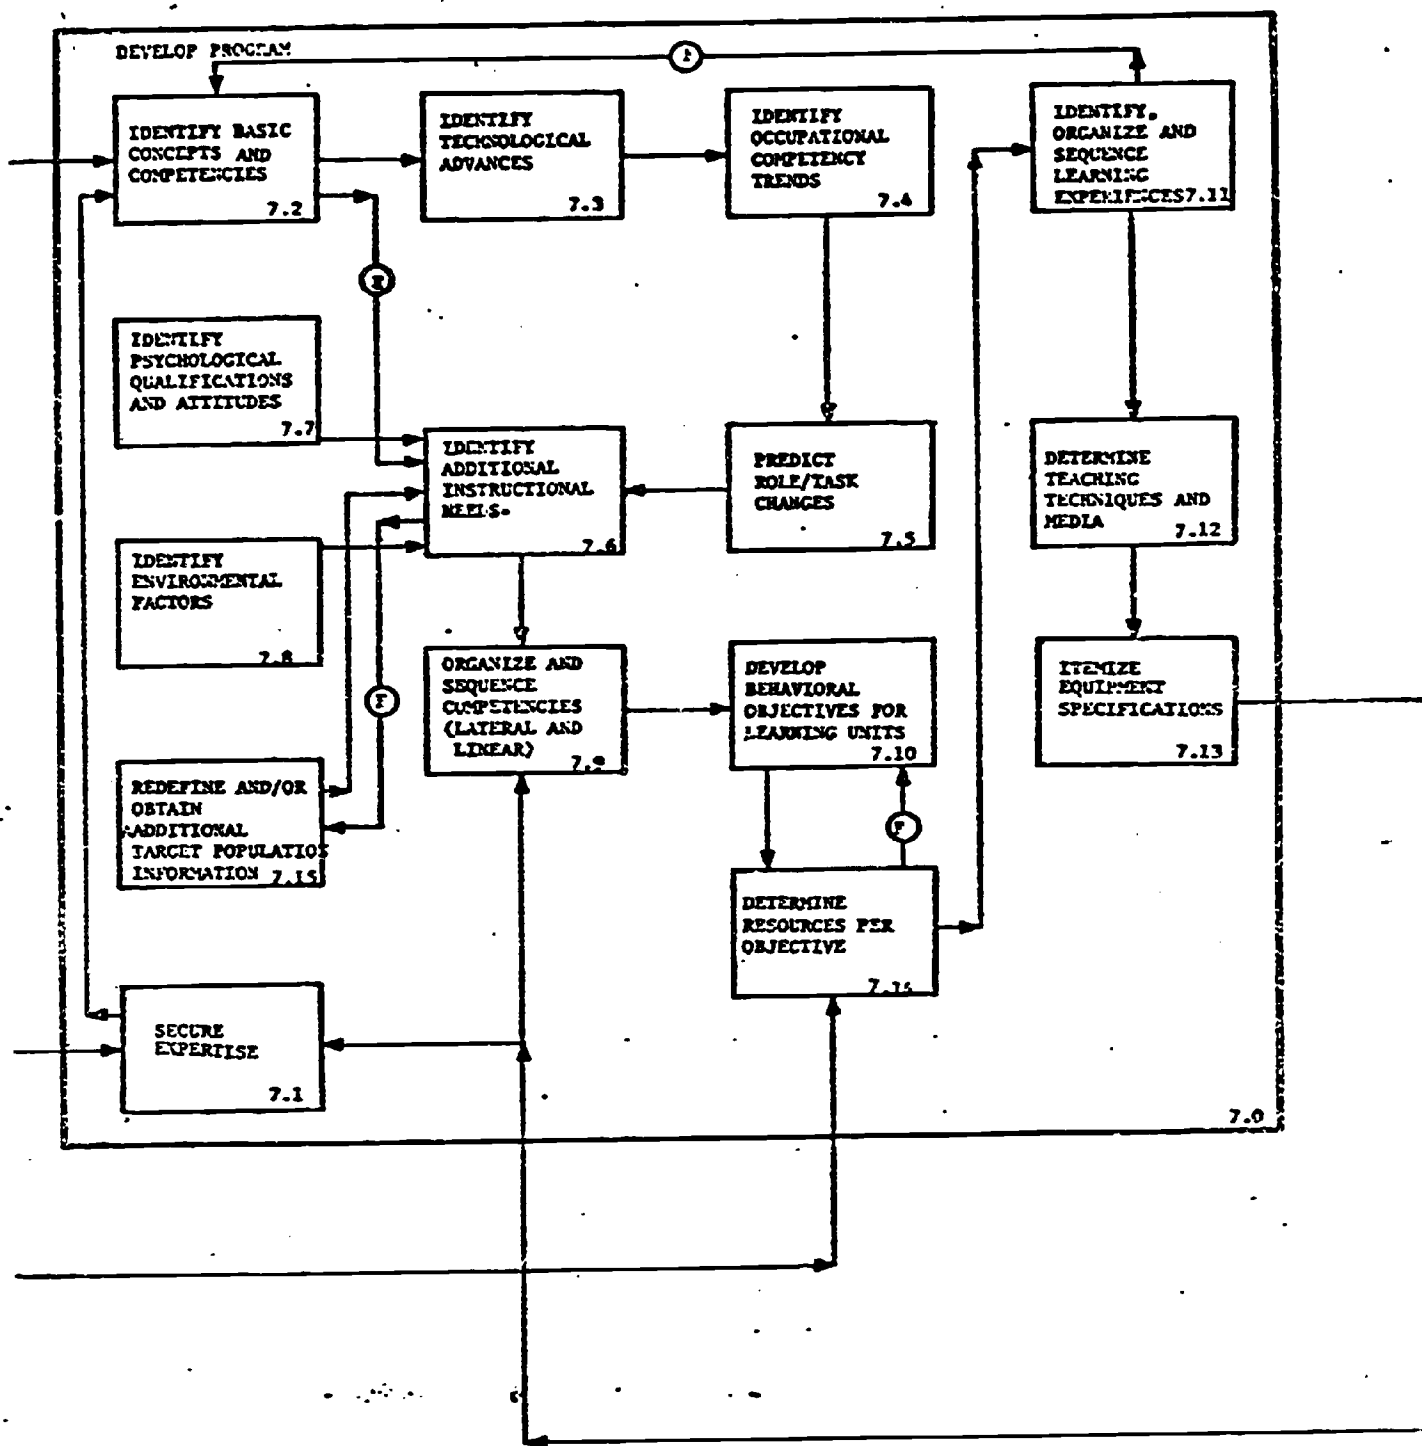 DEVELOP PROGRAM
IDENTIFY BASIC
CONCEPTS AND
COMPETENCIES
7.2
IDENTIFY
TECHNOLOGICAL
ADVANCES
7.3
IDENTIFY
OCCUPATIONAL
COMPETENCY
TRENDS
7.4
IDENTIFY,
ORGANIZE AND
SEQUENCE
LEARNING
EXPERIENCES 7.11
IDENTIFY
PSYCHOLOGICAL
QUALIFICATIONS
AND ATTITUDES
7.7
IDENTIFY
ADDITIONAL
INSTRUCTIONAL
7.6
PREDICT
ROLE/TASK
CHANGES
7.5
DETERMINE
TEACHING
TECHNIQUES AND
MEDIA
7.12
IDENTIFY
ENVIRONMENTAL
FACTORS
7.8
F
ORGANIZE AND
SEQUENCE
COMPETENCIES
(LATERAL AND
LINEAR)
7.9
DEVELOP
BEHAVIORAL
OBJECTIVES FOR
LEARNING UNITS
7.10
ITEMIZE
EQUIPMENT
SPECIFICATIONS
7.13
REDEFINE AND/OR
OBTAIN
ADDITIONAL
TARGET POPULATION
INFORMATION 7.15
F
DETERMINE
RESOURCES PER
OBJECTIVE
SECURE
EXPERTISE
7.1
7.0